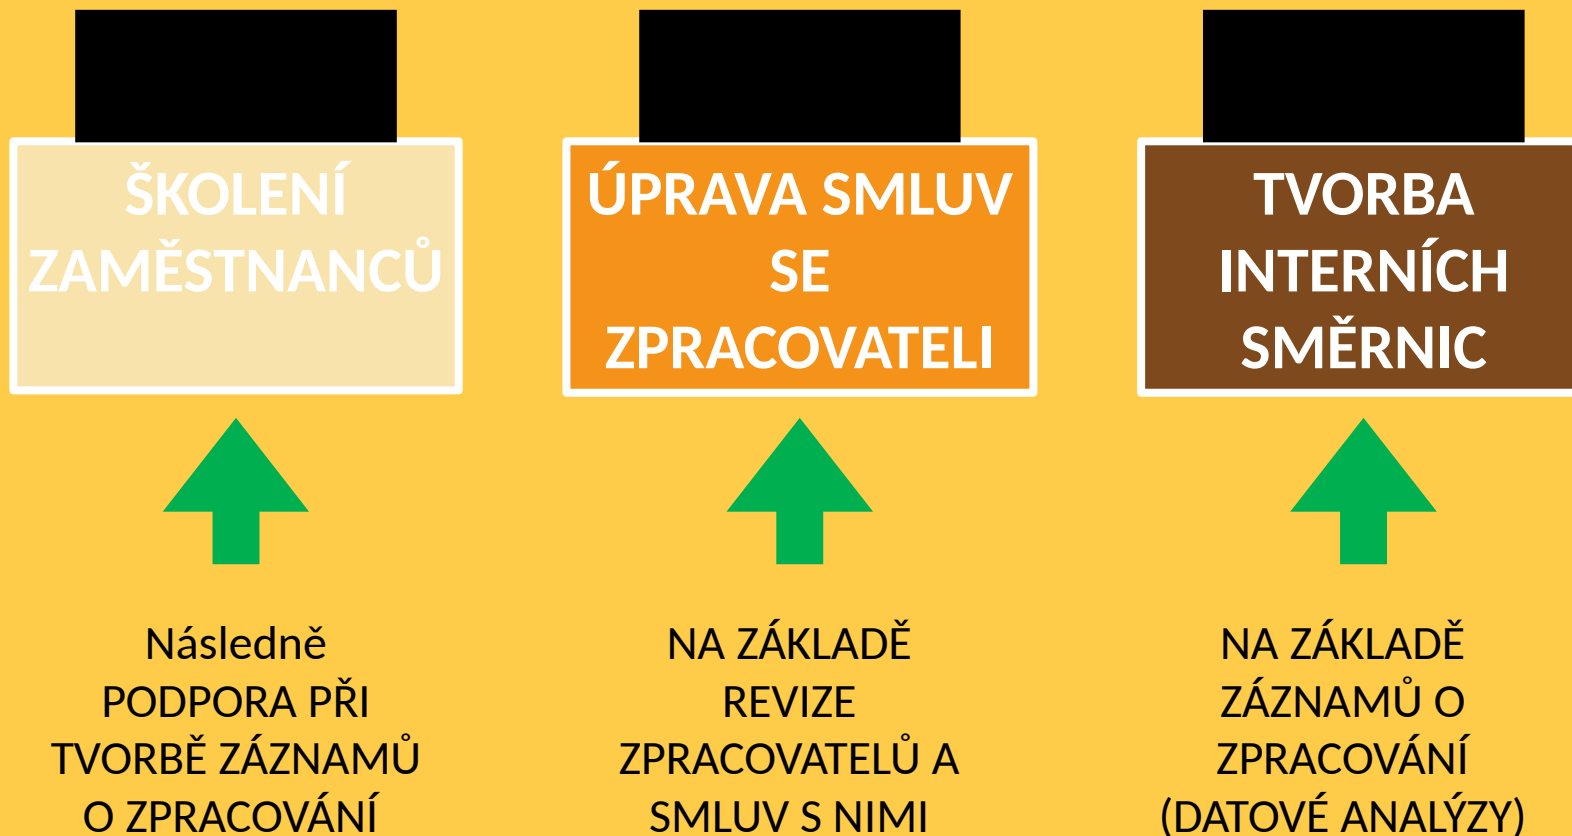 ŠKOLENÍ
ZAMĚSTNANCŮ
ÚPRAVA SMLUV
SE
ZPRACOVATELI
TVORBA
INTERNÍCH
SMĚRNIC
Následně
PODPORA PŘI
TVORBĚ ZÁZNAMŮ
O ZPRACOVÁNÍ
NA ZÁKLADĚ
REVIZE
ZPRACOVATELŮ A
SMLUV S NIMI
NA ZÁKLADĚ
ZÁZNAMŮ O
ZPRACOVÁNÍ
(DATOVÉ ANALÝZY)